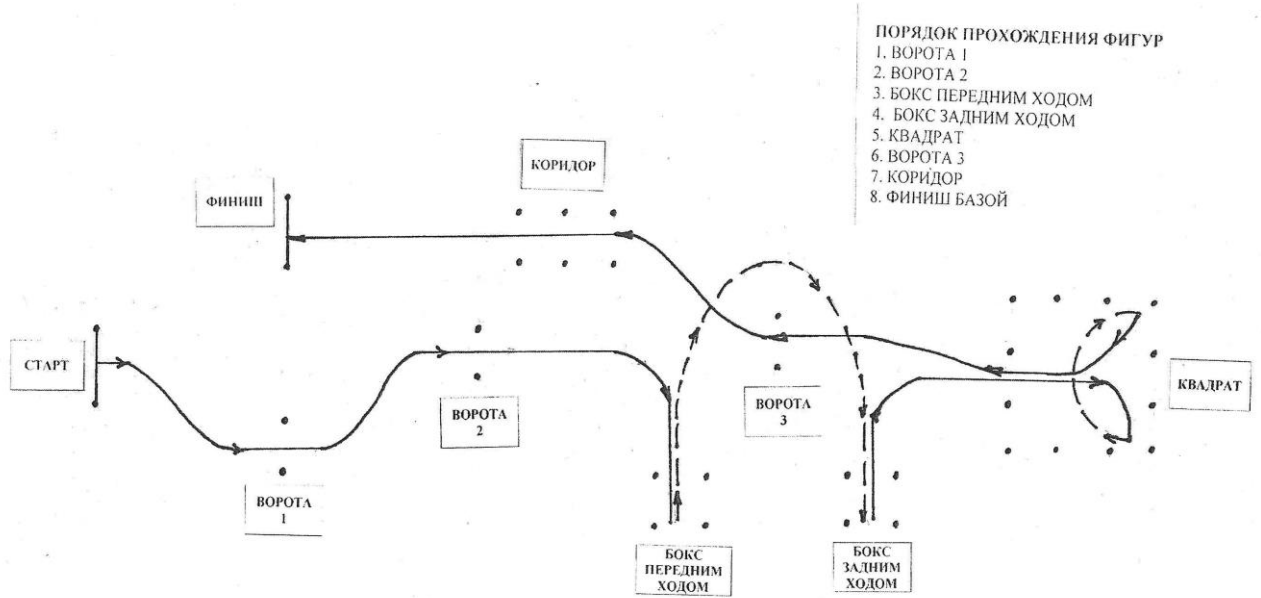 ПОРЯДОК ПРОХОЖДЕНИЯ ФИГУР
1. ВОРОТА 1
2. ВОРОТА 2
3. БОКС ПЕРЕДНИМ ХОДОМ
4. БОКС ЗАДНИМ ХОДОМ
5. КВАДРАТ
6. ВОРОТА 3
7. КОРИДОР
8. ФИНИШ БАЗОЙ
КОРИДОР
ФИНИШ
СТАРТ
ВОРОТА
1
ВОРОТА
2
ВОРОТА
3
КВАДРАТ
БОКС
ПЕРЕДНИМ
ХОДОМ
БОКС
ЗАДНИМ
ХОДОМ